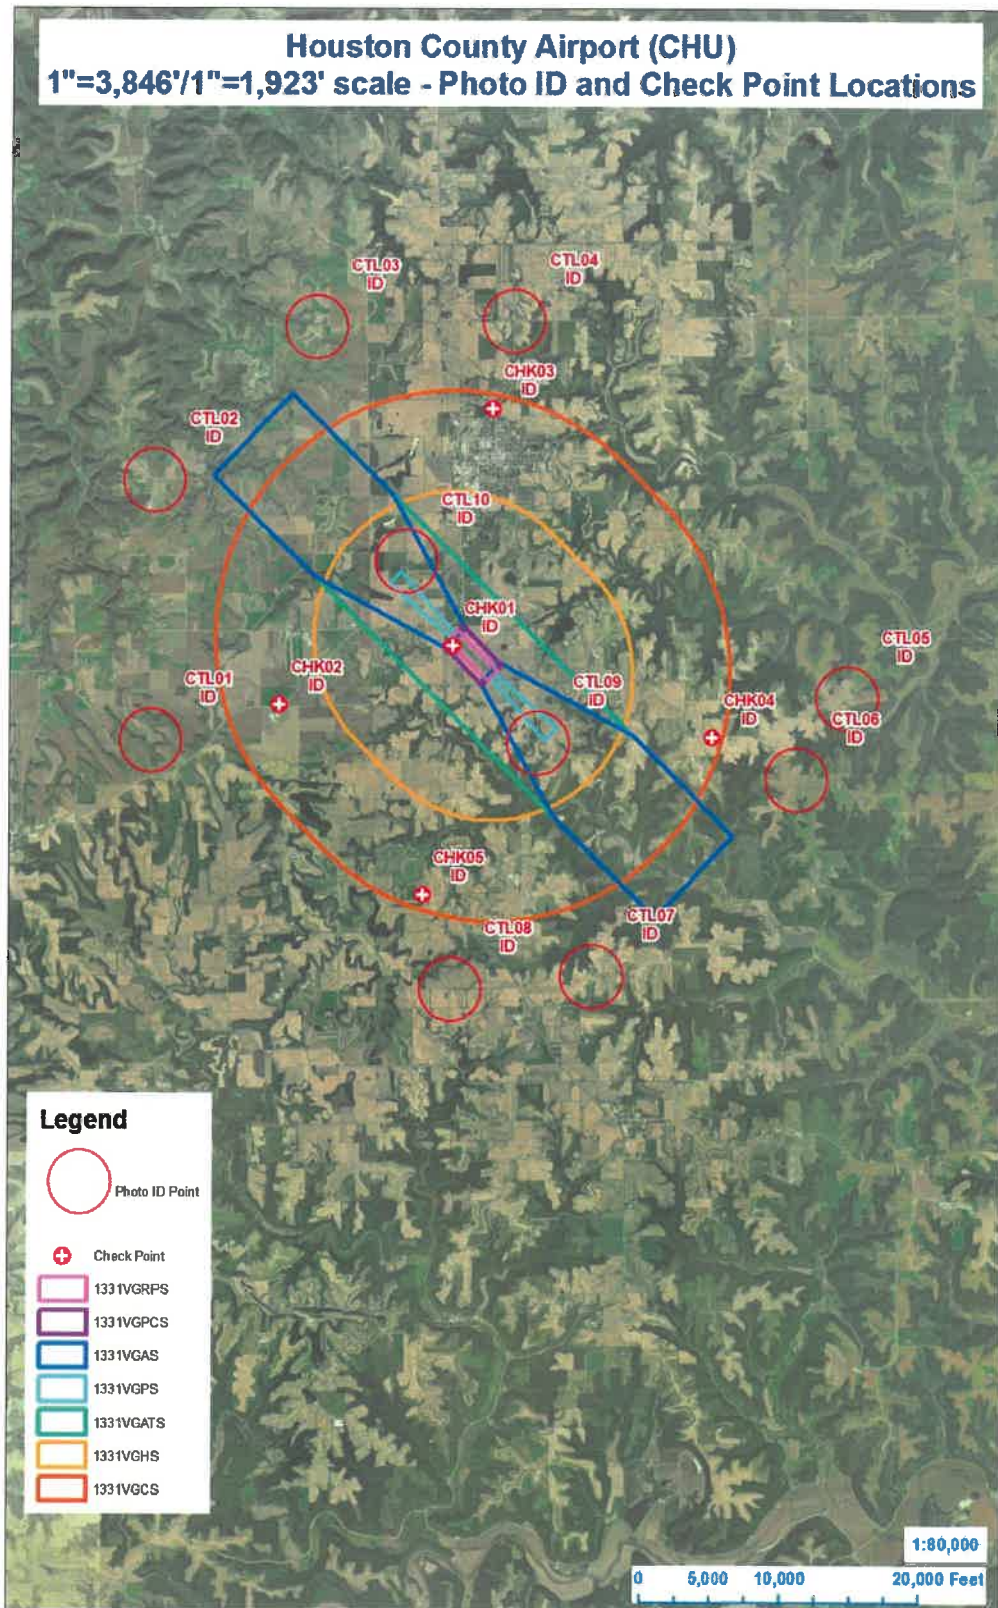 Houston County Airport (CHU)
1"=3,846'/1"=1,923' scale - Photo ID and Check Point Locations
CTL03
ID
CTL04
ID
CHK03
ID
CTL02
ID
CTL10
ID
CHK01
ID
CTL05
ID
CTL01
ID
CHK02
ID
CTL09
ID
CHK04
ID
CTL06
ID
CHK05
ID
CTL07
ID
CTL08
ID
Legend
Photo ID Point
Check Point
1331VGRPS
1331VGPCS
1331VGAS
1331VGPS
1331VGATS
1331VGHS
1331VGCS
1:80,000
0 5,000 10,000 20,000 Feet